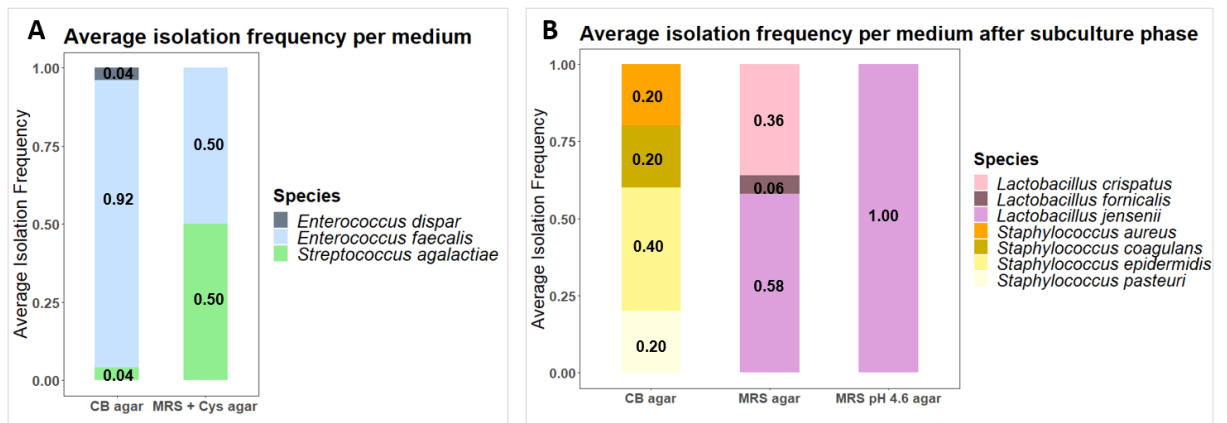 A Average isolation frequency per medium
Average Isolation Frequency
1.00
0.75
0.50
0.25
0.00
0.04
0.92
0.04
0.50
0.50
CB agar MRS + Cys agar
Species
Enterococcus dispar
Enterococcus faecalis
Streptococcus agalactiae
B Average isolation frequency per medium after subculture phase
Average Isolation Frequency
1.00
0.75
0.50
0.25
0.00
0.20
0.20
0.40
0.20
0.36
0.06
0.58
1.00
CB agar MRS agar MRS pH 4.6 agar
Species
Lactobacillus crispatus
Lactobacillus fornicalis
Lactobacillus jensenii
Staphylococcus aureus
Staphylococcus coagulans
Staphylococcus epidermidis
Staphylococcus pasteuri